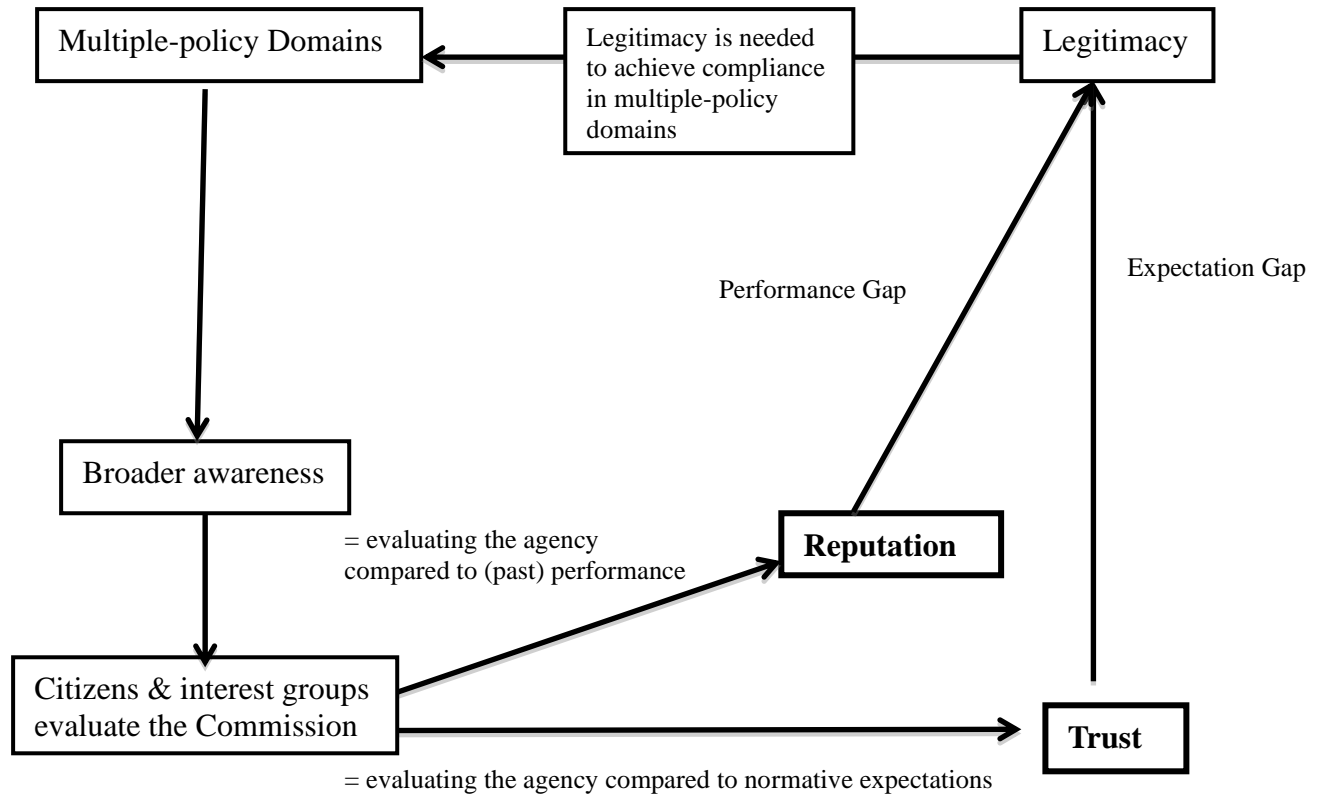 Multiple-policy Domains
Legitimacy is needed
to achieve compliance
in multiple-policy
domains
Legitimacy
Performance Gap
Expectation Gap
Broader awareness
= evaluating the agency
compared to (past) performance
Reputation
Citizens & interest groups
evaluate the Commission
Trust
= evaluating the agency compared to normative expectations